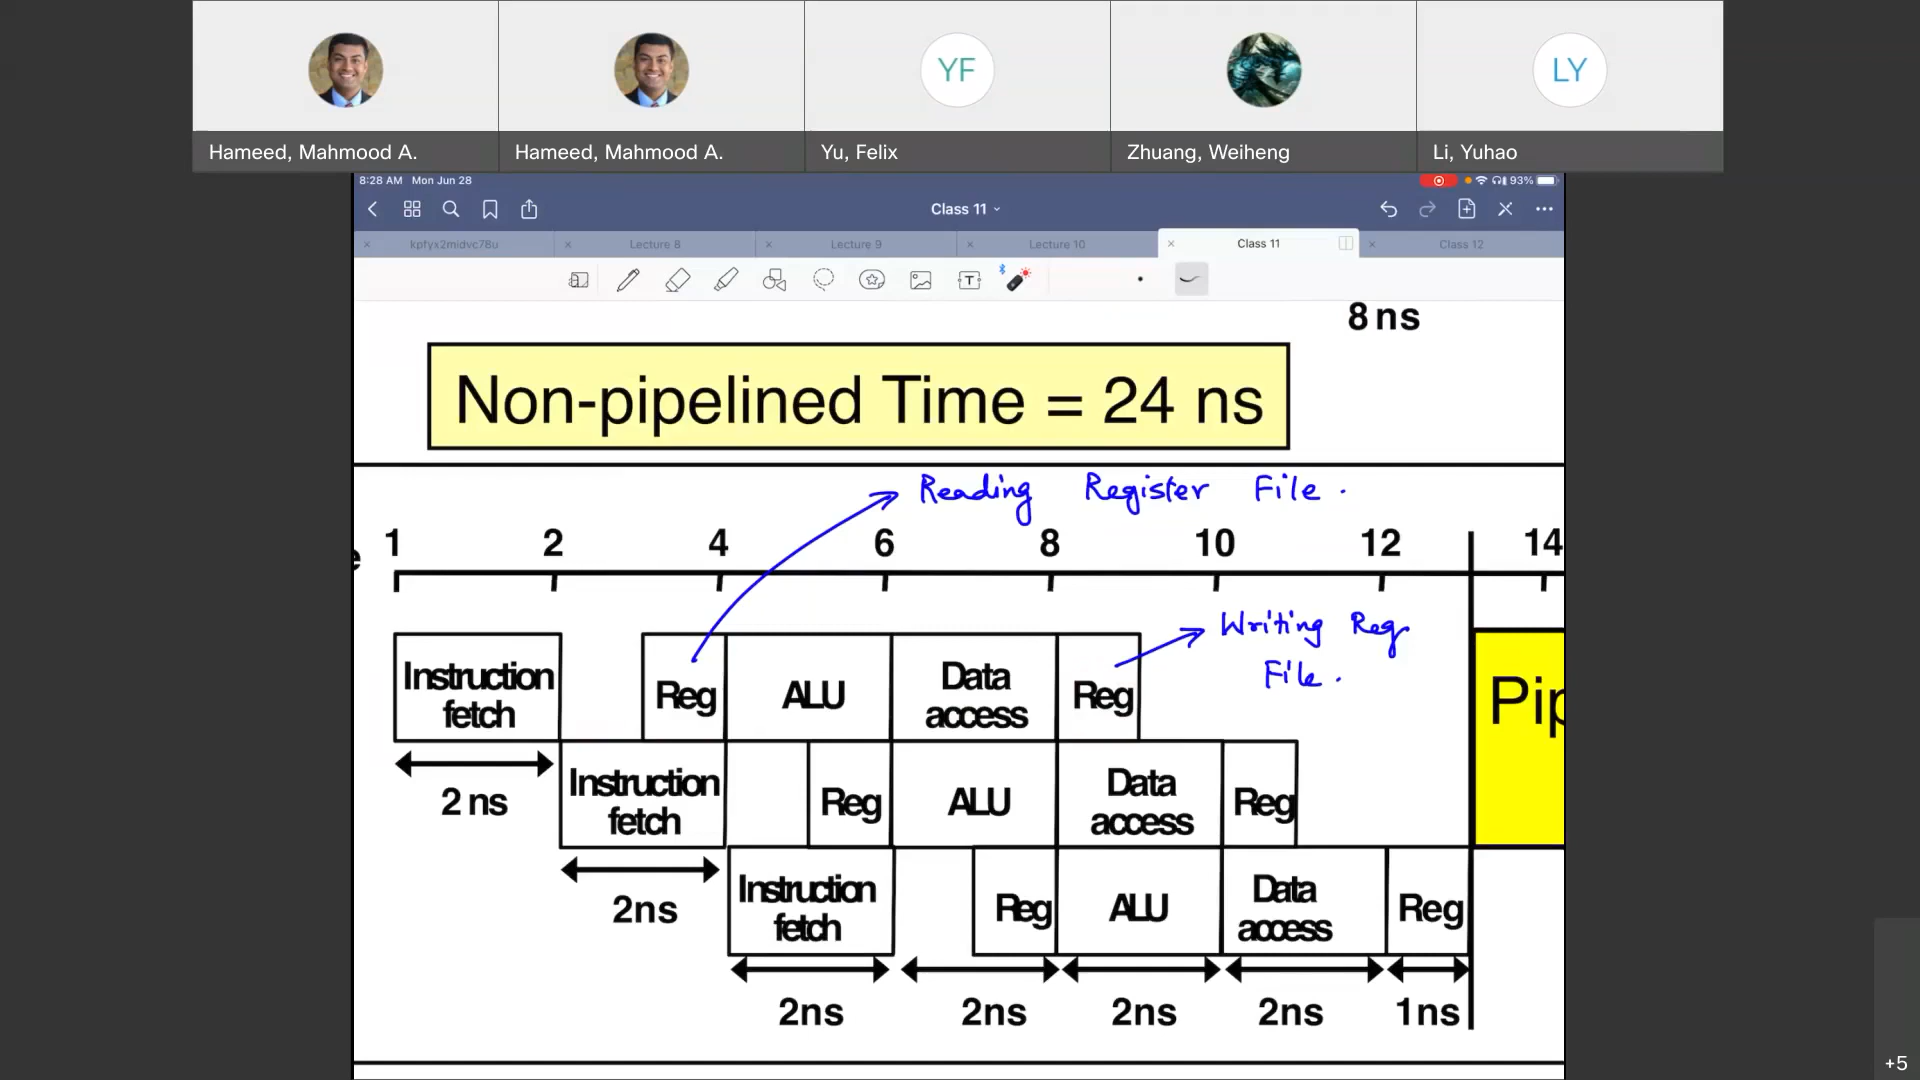 YF
LY
Hameed, Mahmood A.
Hameed, Mahmood A.
Yu, Felix
Zhuang, Weiheng
Li, Yuhao
8:28 AM Mon Jun 28
93%
Class 11
kpfyx2midvc78u
Lecture 8
Lecture 9
Lecture 10
Class 11
Class 12
T
8 ns
Non-pipelined Time = 24 ns
Reading Register File.
e 1 2 4 6 8 10 12 14
Writing Reg
File.
Instruction
fetch
Reg
ALU
Data
access
Reg
Pip
2 ns
Instruction
fetch
Reg
ALU
Data
access
Reg
2ns
Instruction
fetch
Reg
ALU
Data
access
Reg
2ns
2ns
2ns
2ns
1ns
+5